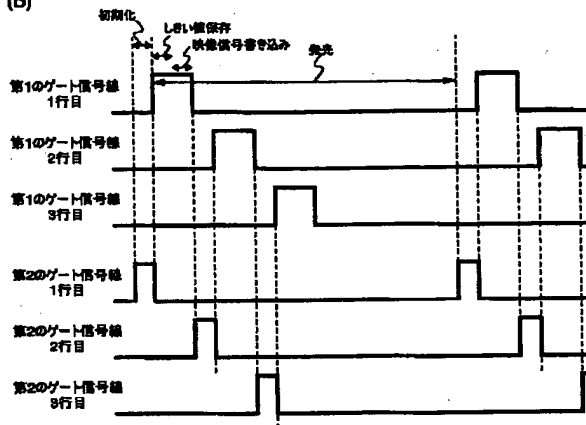 (B)
初期化
しきい値保存
映像信号書き込み
発光
第1のゲート信号線
1行目
第1のゲート信号線
2行目
第1のゲート信号線
3行目
第2のゲート信号線
1行目
第2のゲート信号線
2行目
第2のゲート信号線
3行目